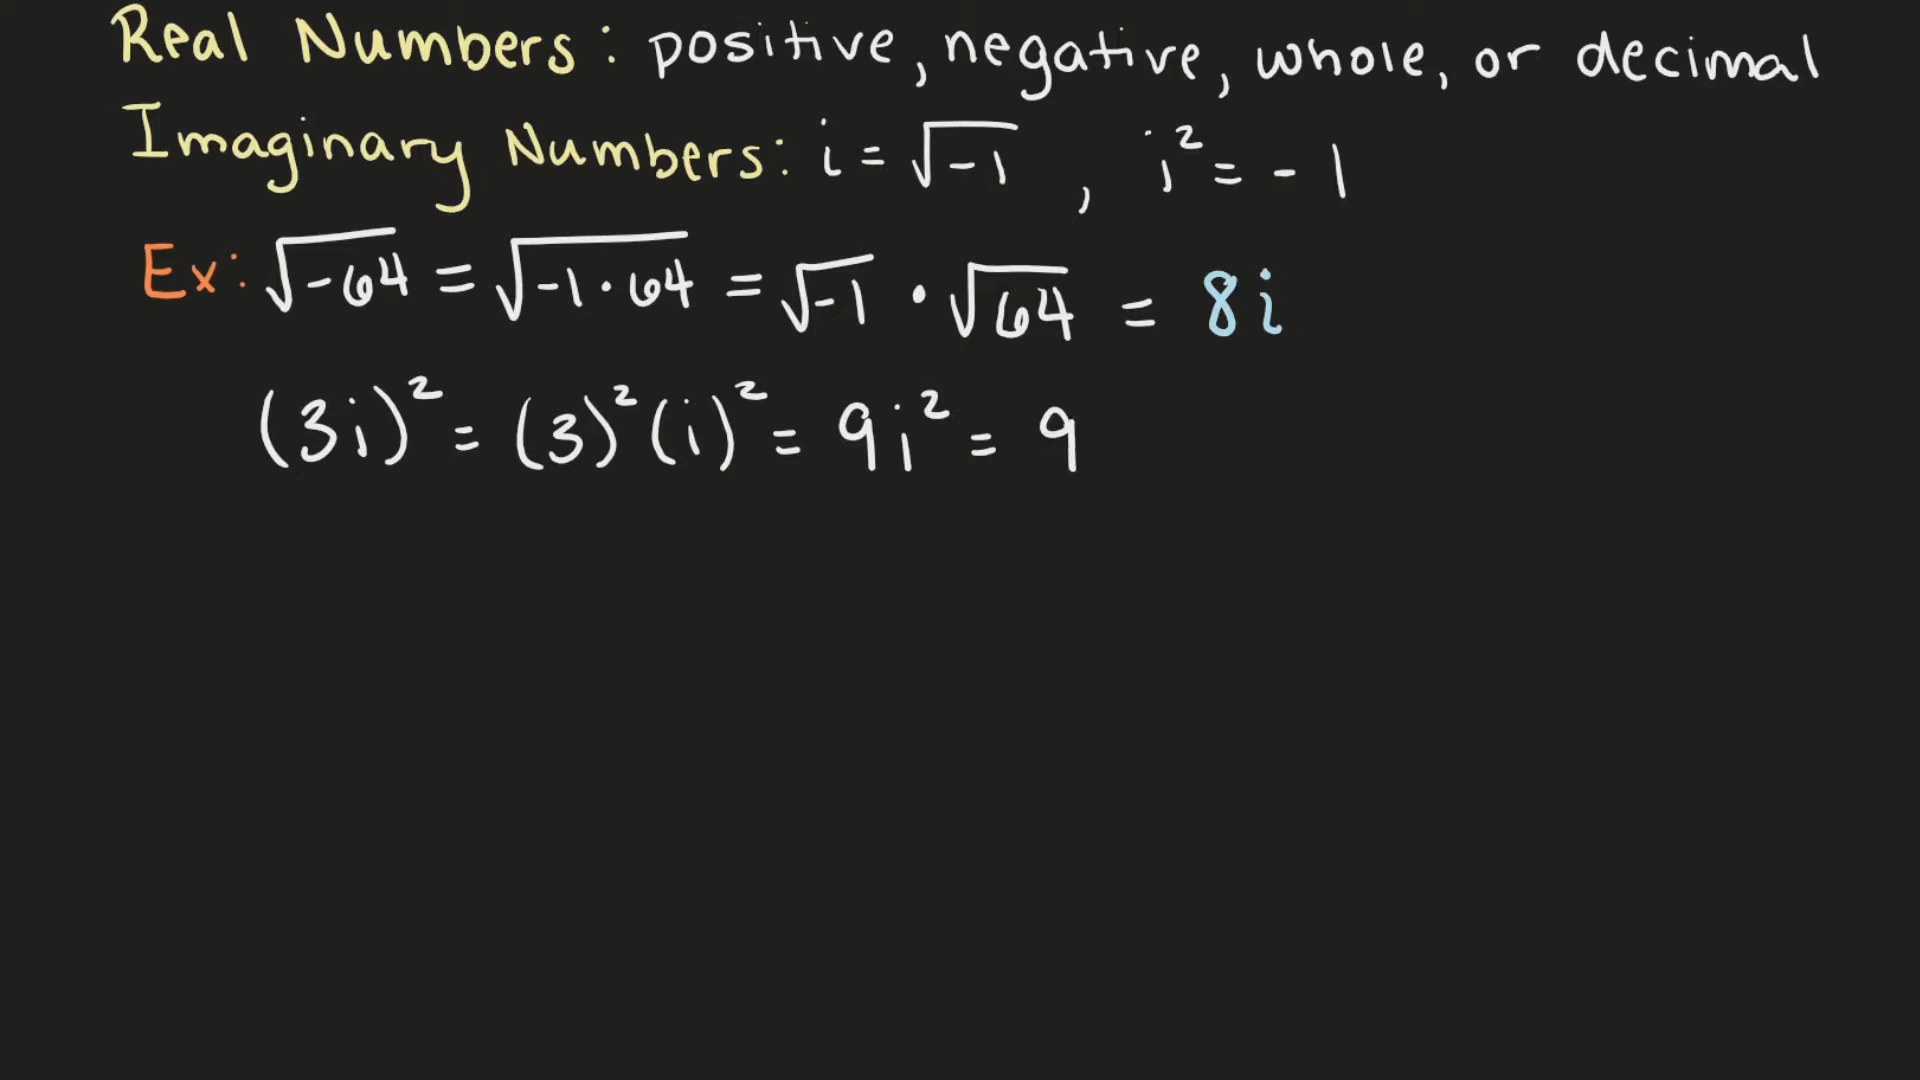 Real Numbers: positive, negative, whole, or decimal
Imaginary Numbers: i = √-1 , i² = -1
Ex: √-64 = √-1·64 = √-1 · √64 = 8i
(3i)² = (3)²(i)² = 9i² = 9